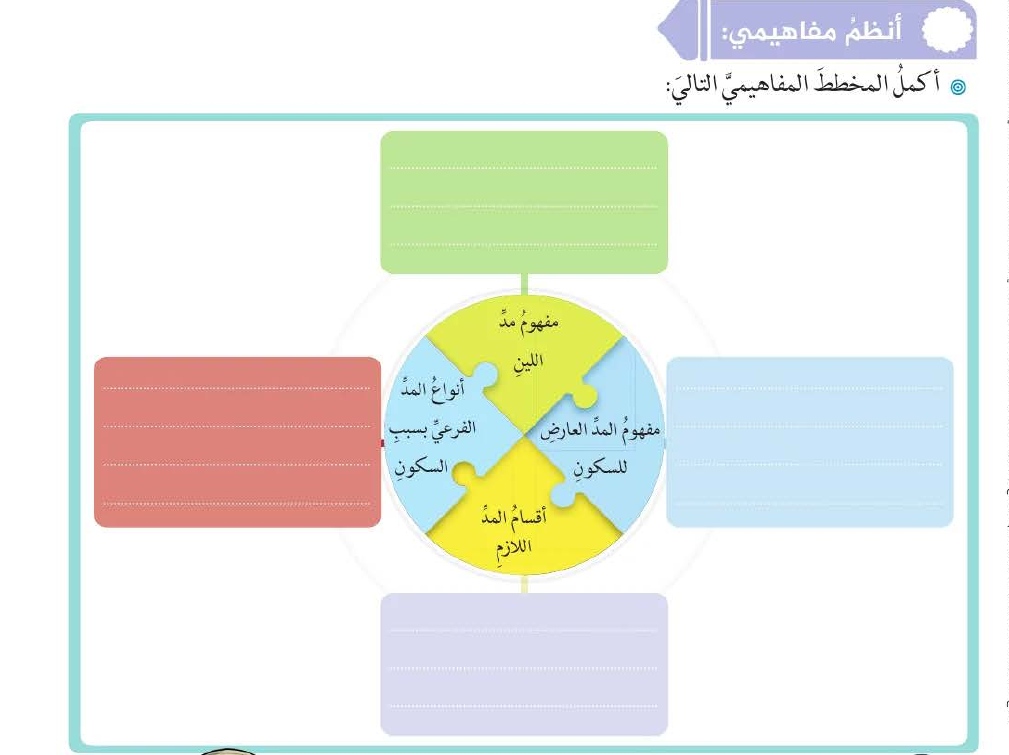 أنظمُ مفاهيمي:
أكملُ المخططَ المفاهيميَّ التاليَ:
مفهومُ مدِّ
اللينِ
مفهومُ المدِّ العارضِ
للسكونِ
أنواعُ المدِّ
الفرعيِّ بسببِ
السكونِ
أقسامُ المدِّ
اللازمِ